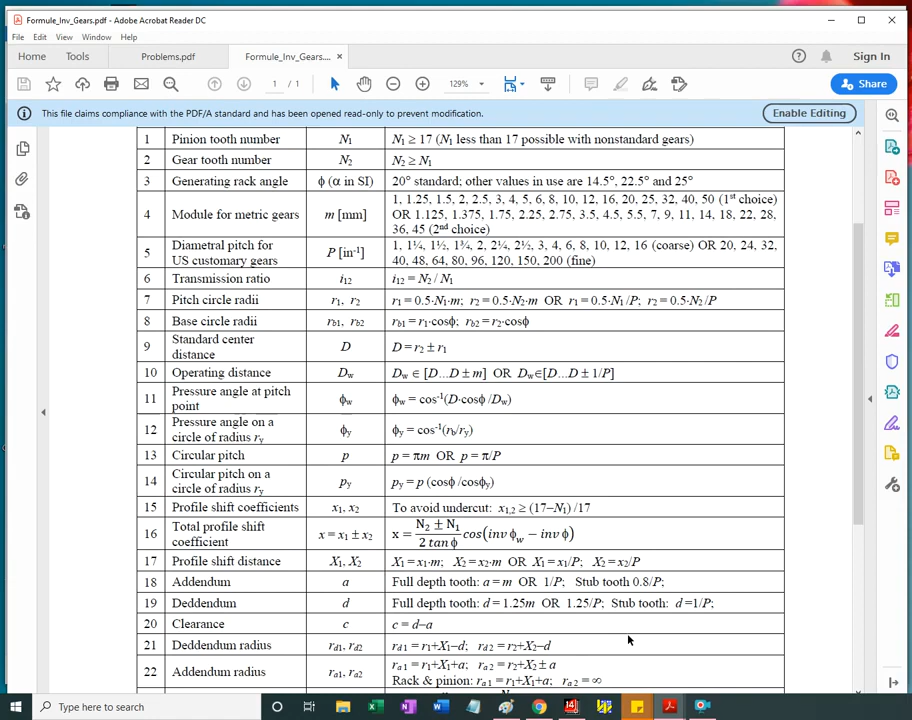 Formule_Inv_Gears.pdf - Adobe Acrobat Reader DC
File Edit View Window Help
Home Tools Problems.pdf Formule_Inv_Gears.... × Sign In
1 / 1 129% Share
This file claims compliance with the PDF/A standard and has been opened read-only to prevent modification. Enable Editing
1 Pinion tooth number N₁ N₁ ≥ 17 (N₁ less than 17 possible with nonstandard gears)
2 Gear tooth number N₂ N₂ ≥ N₁
3 Generating rack angle ϕ (α in SI) 20° standard; other values in use are 14.5°, 22.5° and 25°
4 Module for metric gears m [mm] 1, 1.25, 1.5, 2, 2.5, 3, 4, 5, 6, 8, 10, 12, 16, 20, 25, 32, 40, 50 (1st choice)
OR 1.125, 1.375, 1.75, 2.25, 2.75, 3.5, 4.5, 5.5, 7, 9, 11, 14, 18, 22, 28,
36, 45 (2nd choice)
5 Diametral pitch for US customary gears P [in⁻¹] 1, 1¼, 1½, 1¾, 2, 2¼, 2½, 3, 4, 6, 8, 10, 12, 16 (coarse) OR 20, 24, 32,
40, 48, 64, 80, 96, 120, 150, 200 (fine)
6 Transmission ratio i₁₂ i₁₂ = N₂ / N₁
7 Pitch circle radii r₁, r₂ r₁ = 0.5·N₁·m; r₂ = 0.5·N₂·m OR r₁ = 0.5·N₁/P; r₂ = 0.5·N₂/P
8 Base circle radii rb1, rb2 rb1 = r₁·cosϕ; rb2 = r₂·cosϕ
9 Standard center distance D D = r₂ ± r₁
10 Operating distance Dw Dw ∈ [D…D ± m] OR Dw∈[D…D ± 1/P]
11 Pressure angle at pitch point ϕw ϕw = cos⁻¹(D·cosϕ /Dw)
12 Pressure angle on a circle of radius ry ϕy ϕy = cos⁻¹(rb/ry)
13 Circular pitch p p = πm OR p = π/P
14 Circular pitch on a circle of radius ry py py = p (cosϕ /cosϕy)
15 Profile shift coefficients x₁, x₂ To avoid undercut: x₁,₂ ≥ (17−N₁) /17
16 Total profile shift coefficient x = x₁ ± x₂ x = (N₂ ± N₁)/(2 tan ϕ) cos(inv ϕw − inv ϕ)
17 Profile shift distance X₁, X₂ X₁ = x₁·m; X₂ = x₂·m OR X₁ = x₁/P; X₂ = x₂/P
18 Addendum a Full depth tooth: a = m OR 1/P; Stub tooth 0.8/P;
19 Deddendum d Full depth tooth: d = 1.25m OR 1.25/P; Stub tooth: d =1/P;
20 Clearance c c = d−a
21 Deddendum radius rd1, rd2 rd1 = r₁+X₁−d; rd2 = r₂+X₂−d
22 Addendum radius ra1, ra2 ra1 = r₁+X₁+a; ra2 = r₂+X₂ ± a
Rack & pinion: ra1 = r₁+X₁+a; ra2 = ∞
Type here to search